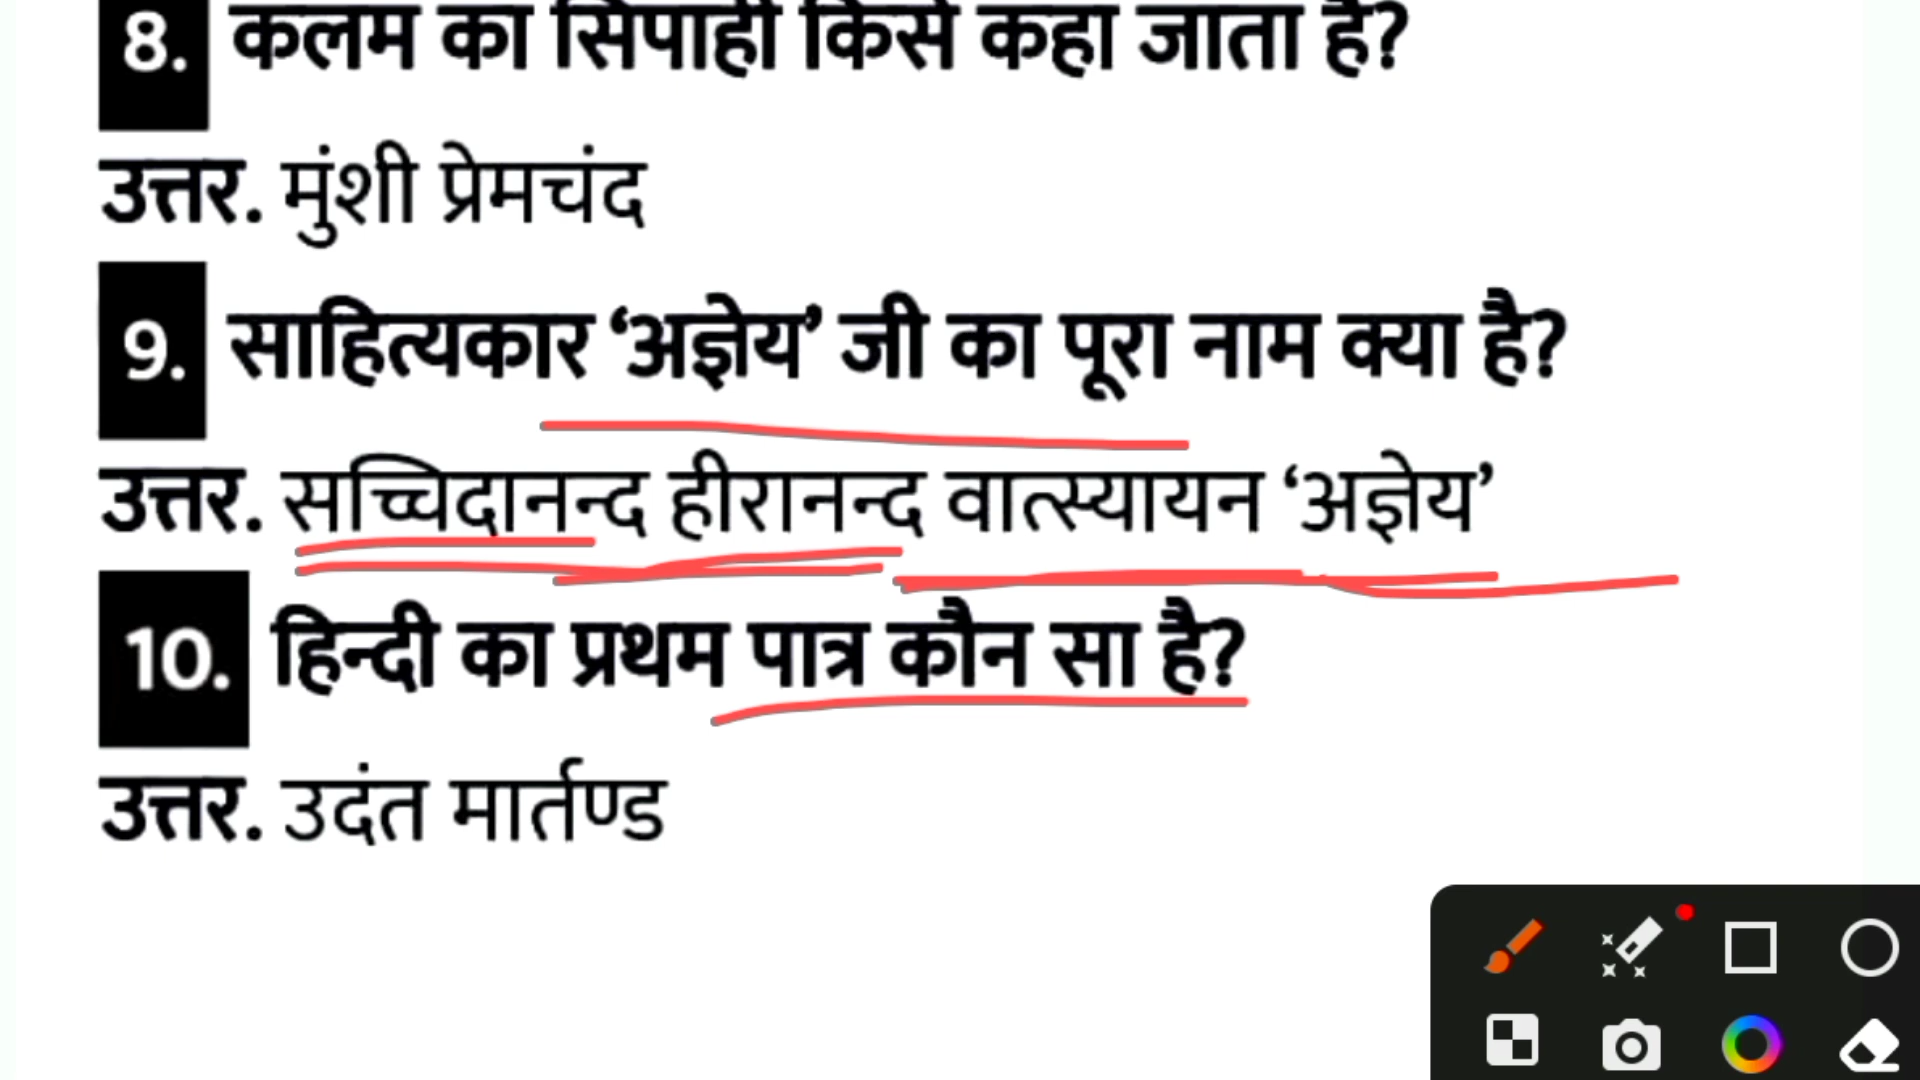 8. कलम का सिपाही किसे कहा जाता है?
उत्तर. मुंशी प्रेमचंद
9. साहित्यकार ‘अज्ञेय’ जी का पूरा नाम क्या है?
उत्तर. सच्चिदानन्द हीरानन्द वात्स्यायन ‘अज्ञेय’
10. हिन्दी का प्रथम पात्र कौन सा है?
उत्तर. उदंत मार्तण्ड